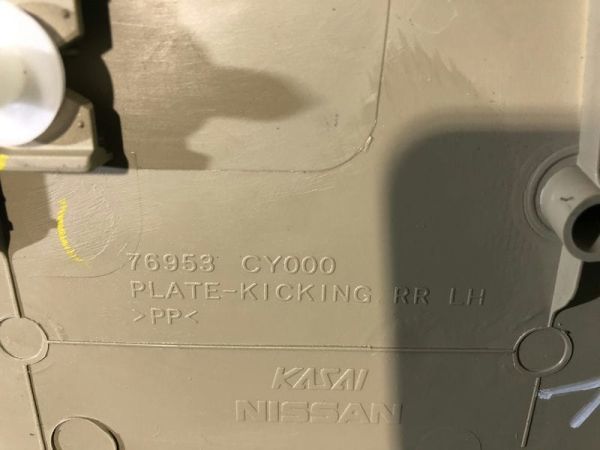 76953 CY000
PLATE-KICKING RR LH
>PP<
KASAI
NISSAN